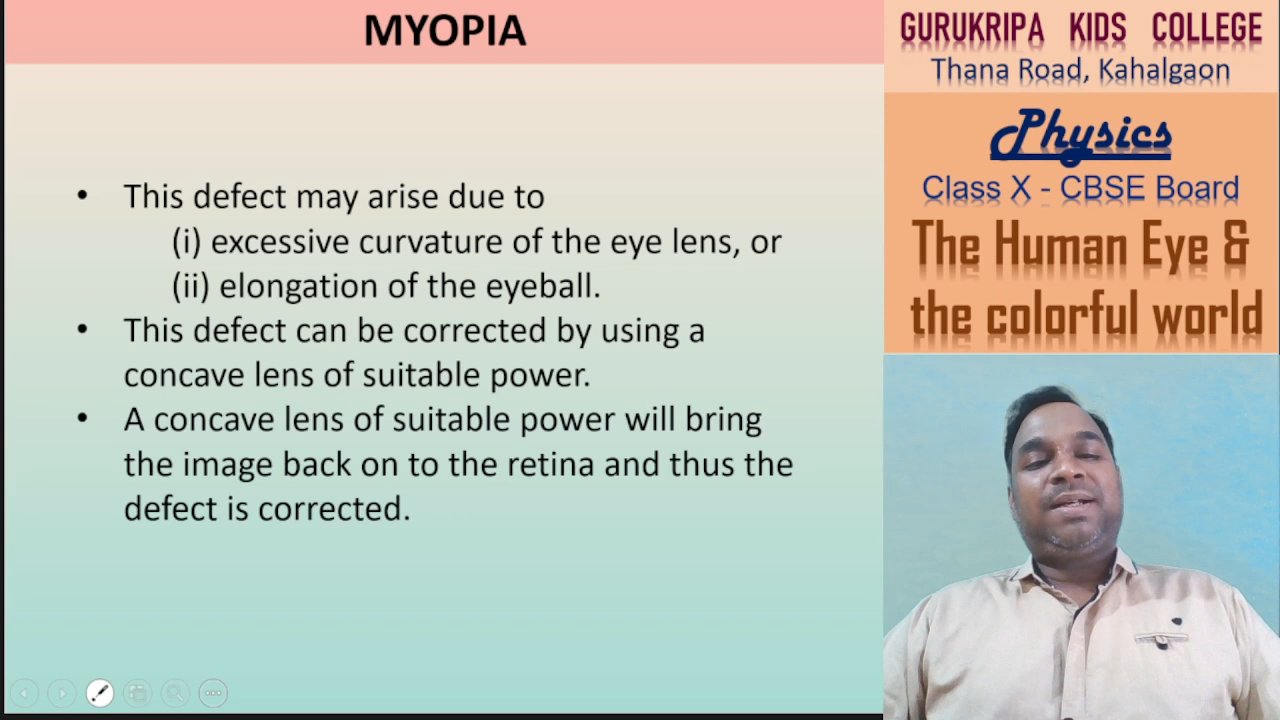 MYOPIA
• This defect may arise due to
(i) excessive curvature of the eye lens, or
(ii) elongation of the eyeball.
• This defect can be corrected by using a
concave lens of suitable power.
• A concave lens of suitable power will bring
the image back on to the retina and thus the
defect is corrected.
GURUKRIPA KIDS COLLEGE
Thana Road, Kahalgaon
Physics
Class X - CBSE Board
The Human Eye &
the colorful world